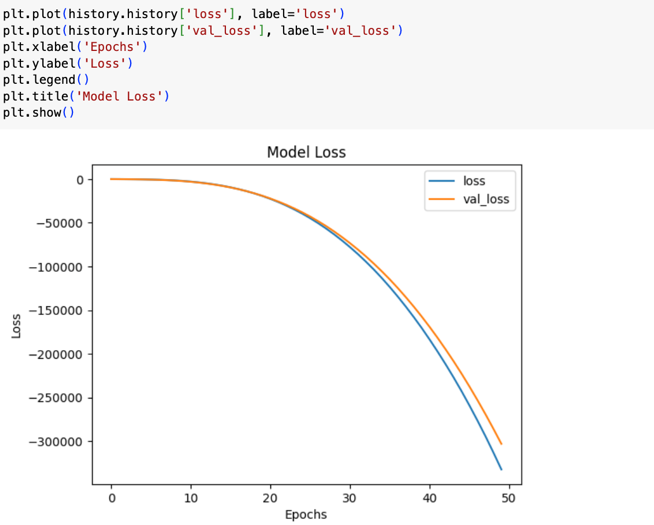 plt.plot(history.history['loss'], label='loss')
plt.plot(history.history['val_loss'], label='val_loss')
plt.xlabel('Epochs')
plt.ylabel('Loss')
plt.legend()
plt.title('Model Loss')
plt.show()
Model Loss
loss
val_loss
0
−50000
−100000
−150000
−200000
−250000
−300000
Loss
0 10 20 30 40 50
Epochs